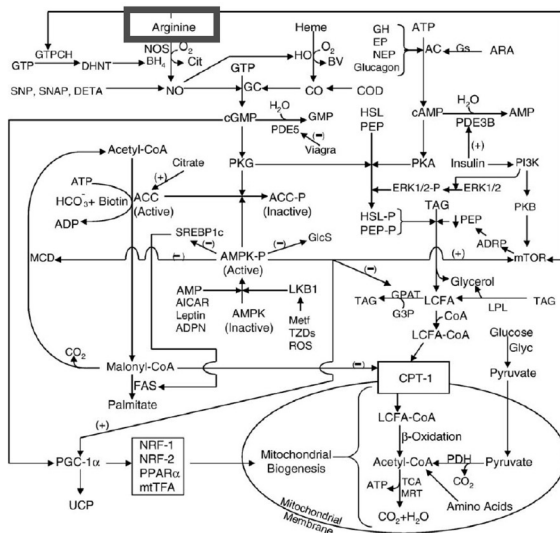 Arginine
Heme
GH
EP
NEP
Glucagon
ATP
AC
Gs
ARA
GTPCH
GTP
DHNT
BH4
NOS
O2
Cit
HO
O2
BV
GTP
SNP, SNAP, DETA
NO
GC
CO
COD
cGMP
H2O
GMP
PDE5
(-)
Viagra
HSL
PEP
cAMP
H2O
AMP
PDE3B
(+)
Acetyl-CoA
Citrate
PKG
PKA
Insulin
PI3K
ATP
HCO3-+ Biotin
ADP
ACC
(Active)
(+)
ACC-P
(Inactive)
ERK1/2-P
ERK1/2
TAG
PKB
HSL-P
PEP-P
PEP
ADRP
mTOR
SREBP1c
(-)
AMPK-P
(Active)
(-)
GlcS
MCD
(-)
(+)
AMP
AICAR
Leptin
ADPN
AMPK
(Inactive)
LKB1
Metf
TZDs
ROS
(-)
Glycerol
TAG
GPAT
G3P
LCFA
LPL
TAG
CoA
LCFA-CoA
Glucose
Glyc
Pyruvate
CO2
Malonyl-CoA
(-)
FAS
Palmitate
CPT-1
LCFA-CoA
β-Oxidation
(+)
PGC-1α
UCP
NRF-1
NRF-2
PPARα
mtTFA
Mitochondrial
Biogenesis
Acetyl-CoA
PDH
Pyruvate
CO2
ATP
TCA
MRT
Amino Acids
CO2+H2O
Mitochondrial
Membrane